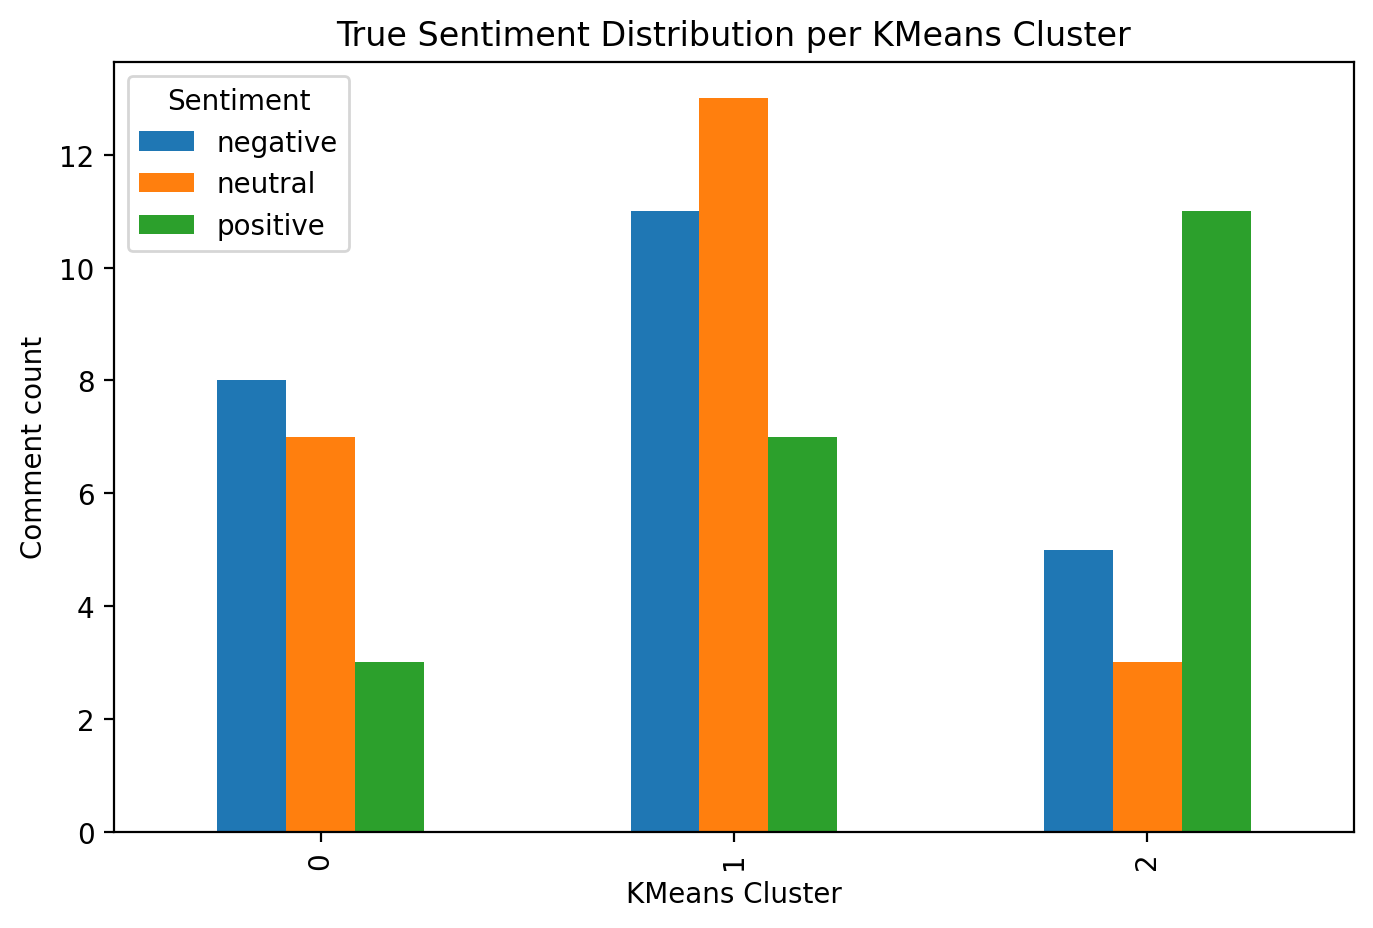 True Sentiment Distribution per KMeans Cluster
Sentiment
negative
neutral
positive
Comment count
12
10
8
6
4
2
0
0 1 2
KMeans Cluster